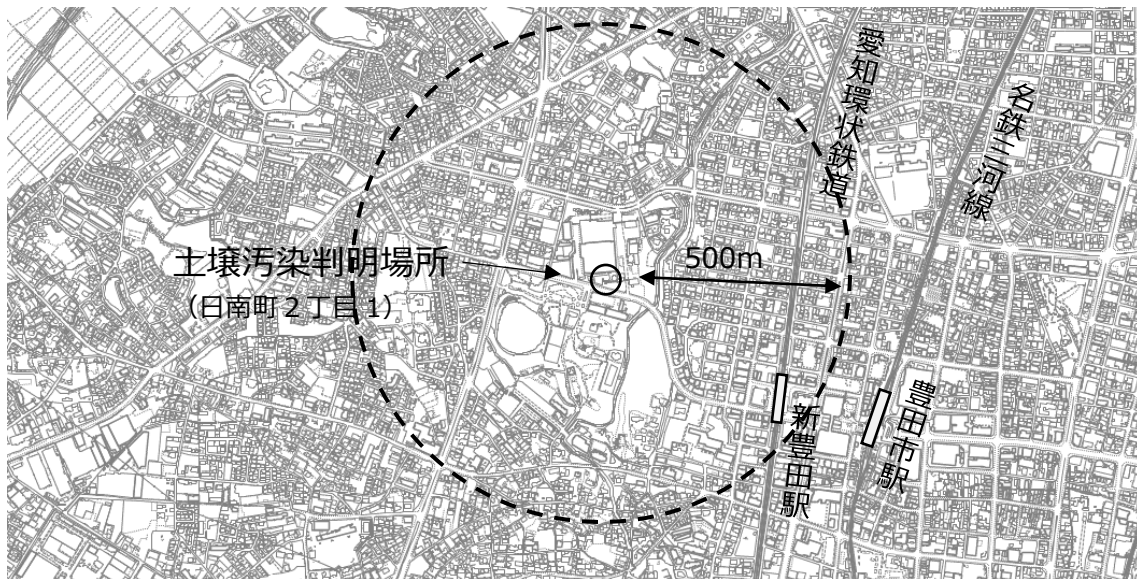 愛知環状鉄道
名鉄三河線
土壌汚染判明場所
（日南町２丁目 1）
500m
新豊田駅
豊田市駅